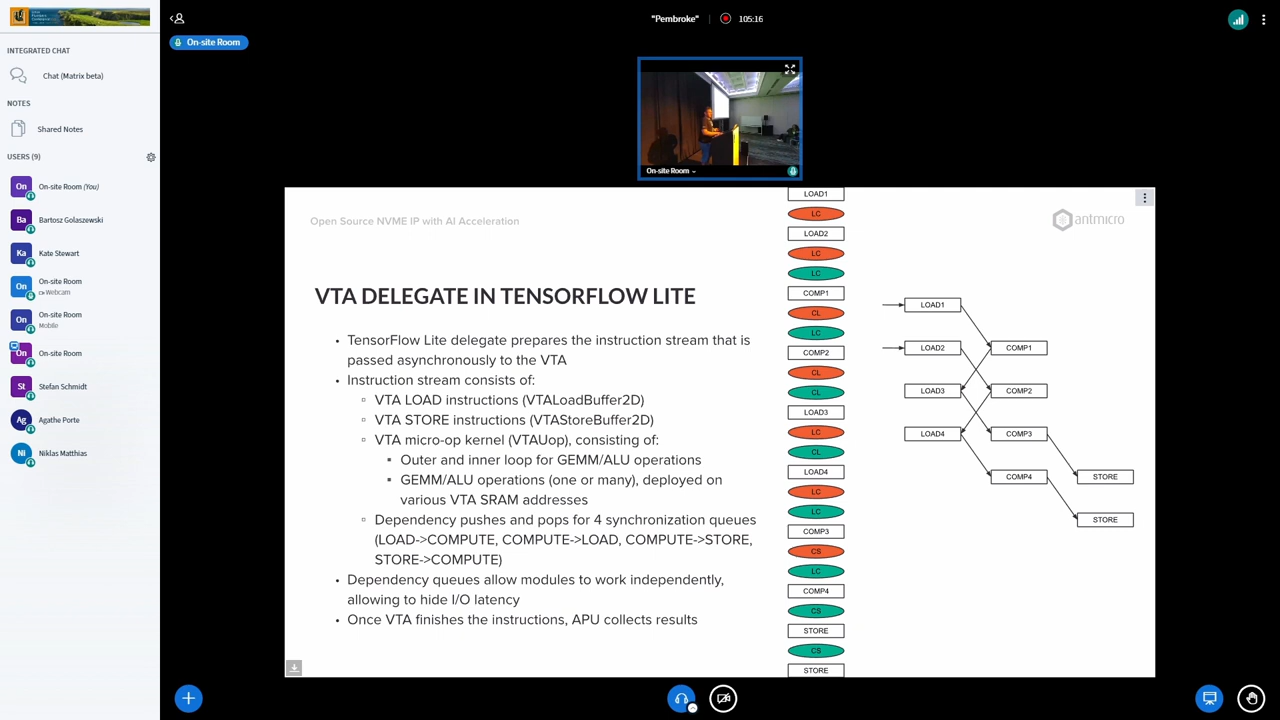 "Pembroke"
105:16
On-site Room
INTEGRATED CHAT
Chat (Matrix beta)
NOTES
Shared Notes
USERS (9)
On
On-site Room (You)
Ba
Bartosz Golaszewski
Ka
Kate Stewart
On
On-site Room
Webcam
On
On-site Room
Mobile
On
On-site Room
St
Stefan Schmidt
Ag
Agathe Porte
Ni
Niklas Matthias
On-site Room
Open Source NVME IP with AI Acceleration
antmicro
VTA DELEGATE IN TENSORFLOW LITE
• TensorFlow Lite delegate prepares the instruction stream that is
passed asynchronously to the VTA
• Instruction stream consists of:
▫ VTA LOAD instructions (VTALoadBuffer2D)
▫ VTA STORE instructions (VTAStoreBuffer2D)
▫ VTA micro-op kernel (VTAUop), consisting of:
▪ Outer and inner loop for GEMM/ALU operations
▪ GEMM/ALU operations (one or many), deployed on
various VTA SRAM addresses
▫ Dependency pushes and pops for 4 synchronization queues
(LOAD->COMPUTE, COMPUTE->LOAD, COMPUTE->STORE,
STORE->COMPUTE)
• Dependency queues allow modules to work independently,
allowing to hide I/O latency
• Once VTA finishes the instructions, APU collects results
LOAD1
LC
LOAD2
LC
LC
COMP1
CL
LC
COMP2
CL
CL
LOAD3
LC
CL
LOAD4
LC
LC
COMP3
CS
LC
COMP4
CS
STORE
CS
STORE
LOAD1
LOAD2
COMP1
LOAD3
COMP2
LOAD4
COMP3
COMP4
STORE
STORE